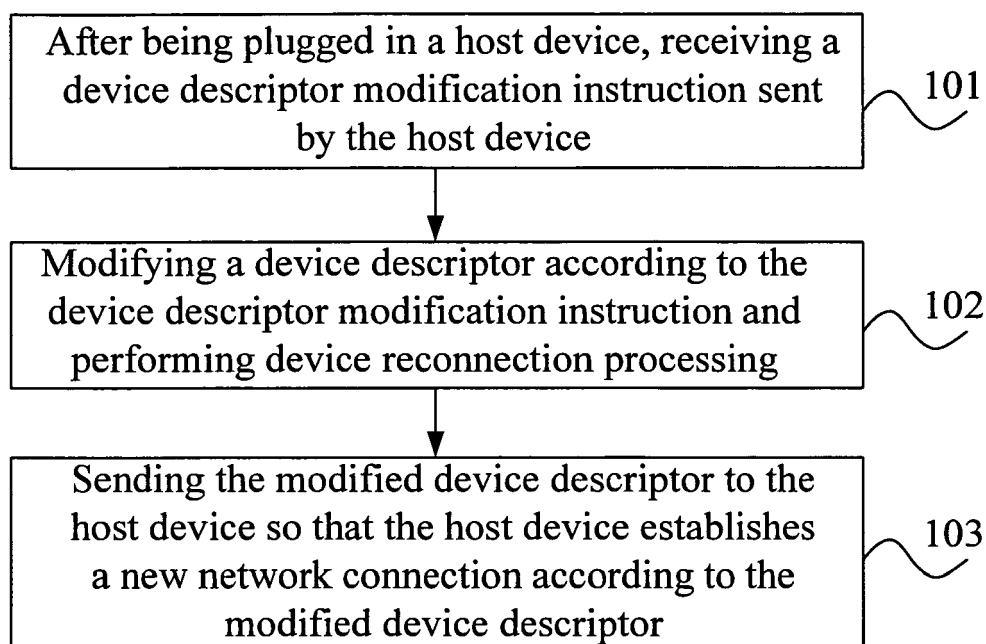 After being plugged in a host device, receiving a
device descriptor modification instruction sent
by the host device
101
Modifying a device descriptor according to the
device descriptor modification instruction and
performing device reconnection processing
102
Sending the modified device descriptor to the
host device so that the host device establishes
a new network connection according to the
modified device descriptor
103